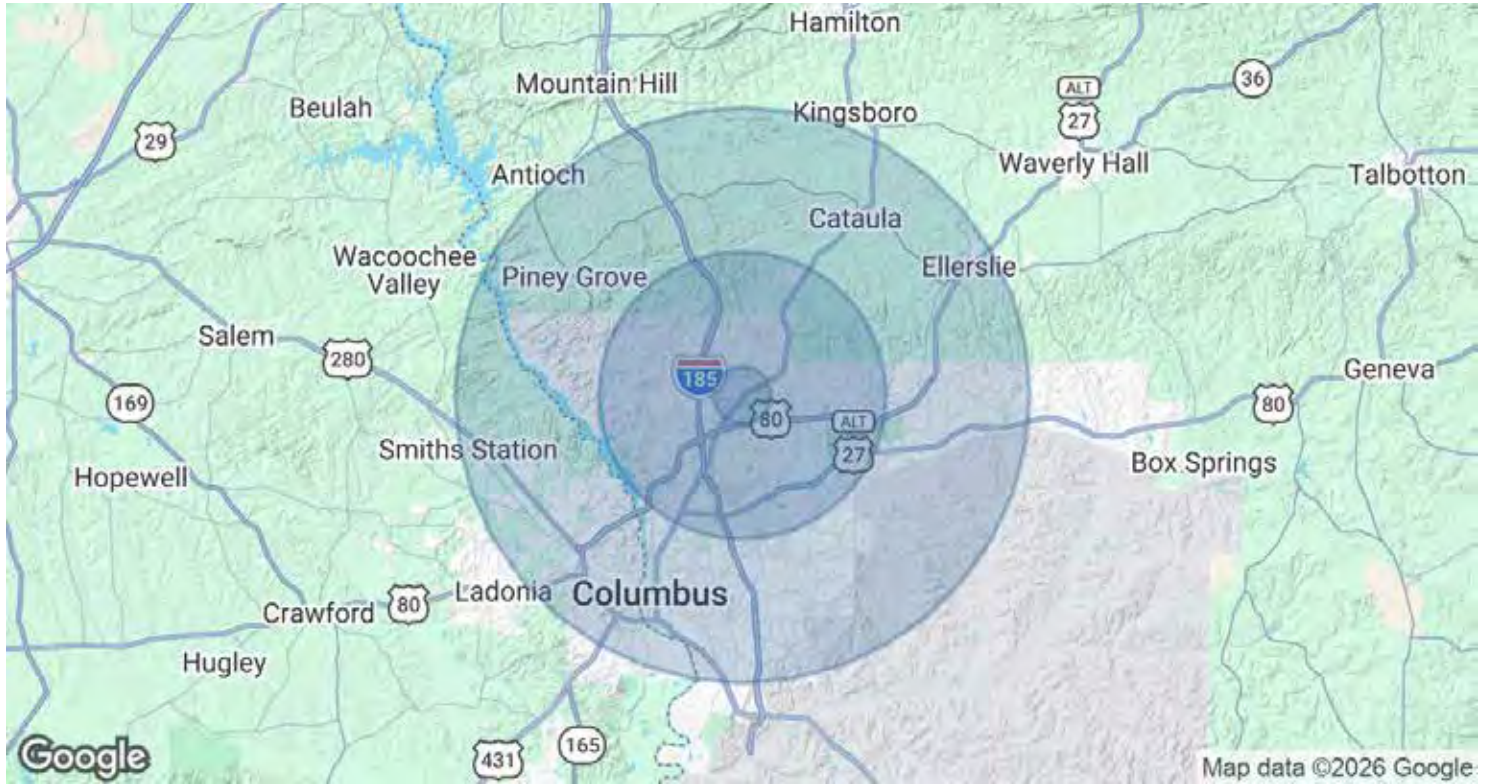 Hamilton
Mountain Hill
ALT
27
36
Beulah
Kingsboro
29
Waverly Hall
Antioch
Talbotton
Cataula
Wacoochee
Valley
Piney Grove
Ellerslie
Salem
280
185
Geneva
169
80
ALT
27
80
Smiths Station
Hopewell
Box Springs
Ladonia
Columbus
Crawford
80
Hugley
431
165
Google
Map data ©2026 Google